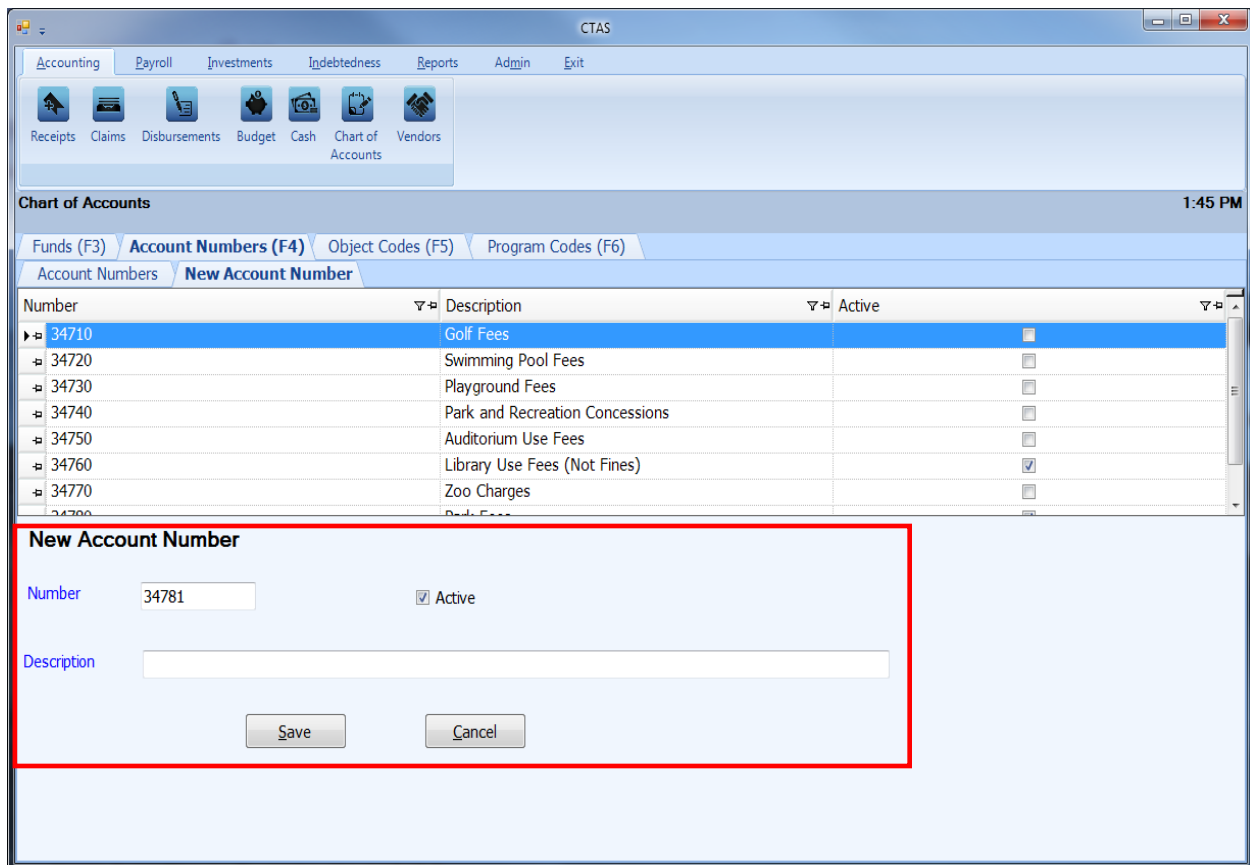 CTAS
Accounting Payroll Investments Indebtedness Reports Admin Exit
Receipts Claims Disbursements Budget Cash Chart of Accounts Vendors
Chart of Accounts 1:45 PM
Funds (F3) Account Numbers (F4) Object Codes (F5) Program Codes (F6)
Account Numbers New Account Number
Number Description Active
34710 Golf Fees
34720 Swimming Pool Fees
34730 Playground Fees
34740 Park and Recreation Concessions
34750 Auditorium Use Fees
34760 Library Use Fees (Not Fines)
34770 Zoo Charges
34780 Park Fees
New Account Number
Number 34781 Active
Description
Save Cancel